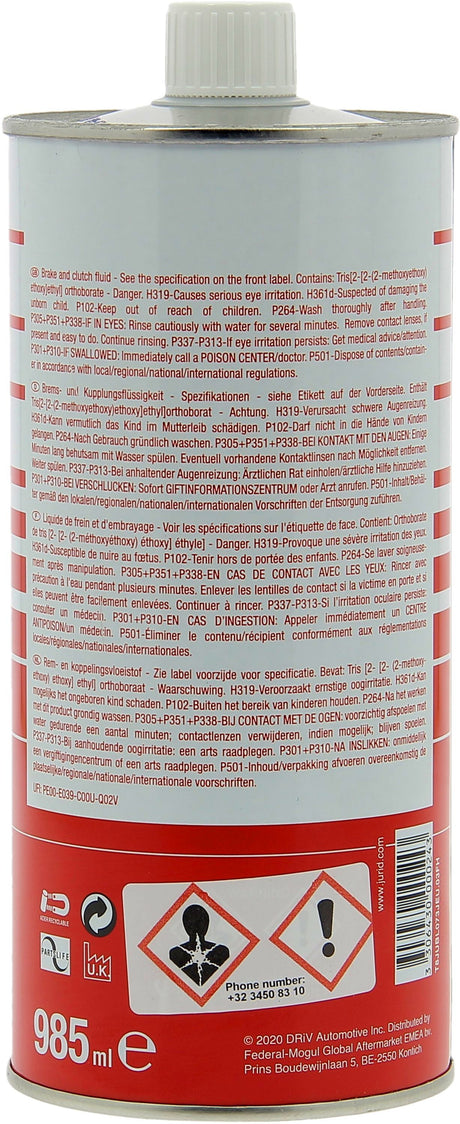 GB Brake and clutch fluid - See the specification on the front label. Contains: Tris[2-[2-(2-methoxyethoxy)
ethoxy]ethyl] orthoborate - Danger. H319-Causes serious eye irritation. H361d-Suspected of damaging the
unborn child. P102-Keep out of reach of children. P264-Wash thoroughly after handling.
P305+P351+P338-IF IN EYES: Rinse cautiously with water for several minutes. Remove contact lenses, if
present and easy to do. Continue rinsing. P337-P313-If eye irritation persists: Get medical advice/attention.
P301+P310-IF SWALLOWED: Immediately call a POISON CENTER/doctor. P501-Dispose of contents/contain-
er in accordance with local/regional/national/international regulations.
D Brems- und Kupplungsflüssigkeit - Spezifikationen - siehe Etikett auf der Vorderseite. Enthält
Tris[2-[2-(2-methoxyethoxy)ethoxy]ethyl]orthoborat - Achtung. H319-Verursacht schwere Augenreizung.
H361d-Kann vermutlich das Kind im Mutterleib schädigen. P102-Darf nicht in die Hände von Kindern
gelangen. P264-Nach Gebrauch gründlich waschen. P305+P351+P338-BEI KONTAKT MIT DEN AUGEN: Einige
Minuten lang behutsam mit Wasser spülen. Eventuell vorhandene Kontaktlinsen nach Möglichkeit entfernen.
Weiter spülen. P337-P313-Bei anhaltender Augenreizung: Ärztlichen Rat einholen/ärztliche Hilfe hinzuziehen.
P301+P310-BEI VERSCHLUCKEN: Sofort GIFTINFORMATIONSZENTRUM oder Arzt anrufen. P501-Inhalt/Behäl-
ter gemäß den lokalen/regionalen/nationalen/internationalen Vorschriften der Entsorgung zuführen.
F Liquide de frein et d'embrayage - Voir les spécifications sur l'étiquette de face. Contient: Orthoborate
de tris [2- [2- (2-méthoxyéthoxy) éthoxy] éthyle] - Danger. H319-Provoque une sévère irritation des yeux.
H361d-Susceptible de nuire au fœtus. P102-Tenir hors de portée des enfants. P264-Se laver soigneuse-
ment après manipulation. P305+P351+P338-EN CAS DE CONTACT AVEC LES YEUX: Rincer avec
précaution à l'eau pendant plusieurs minutes. Enlever les lentilles de contact si la victime en porte et si
elles peuvent être facilement enlevées. Continuer à rincer. P337-P313-Si l'irritation oculaire persiste:
consulter un médecin. P301+P310-EN CAS D'INGESTION: Appeler immédiatement un CENTRE
ANTIPOISON/un médecin. P501-Éliminer le contenu/récipient conformément aux réglementations
locales/régionales/nationales/internationales.
NL Rem- en koppelingsvloeistof - Zie label voorzijde voor specificatie. Bevat: Tris [2- [2- (2-methoxy-
ethoxy) ethoxy] ethyl] orthoboraat - Waarschuwing. H319-Veroorzaakt ernstige oogirritatie. H361d-Kan
mogelijks het ongeboren kind schaden. P102-Buiten het bereik van kinderen houden. P264-Na het werken
met dit product grondig wassen. P305+P351+P338-BIJ CONTACT MET DE OGEN: voorzichtig afspoelen met
water gedurende een aantal minuten; contactlenzen verwijderen, indien mogelijk; blijven spoelen.
P337-P313-Bij aanhoudende oogirritatie: een arts raadplegen. P301+P310-NA INSLIKKEN: onmiddellijk
een vergiftigingencentrum of een arts raadplegen. P501-Inhoud/verpakking afvoeren overeenkomstig de
plaatselijke/regionale/nationale/internationale voorschriften.
UFI: PE00-E039-C00U-Q02V
ACIER RECYCLABLE
PARTSLIFE
U.K
Phone number:
+32 3450 83 10
www.jurid.com
3 306430 000243
T8JUBL073JEU.03FH
985 ml e
© 2020 DRiV Automotive Inc. Distributed by
Federal-Mogul Global Aftermarket EMEA bv.
Prins Boudewijnlaan 5, BE-2550 Kontich